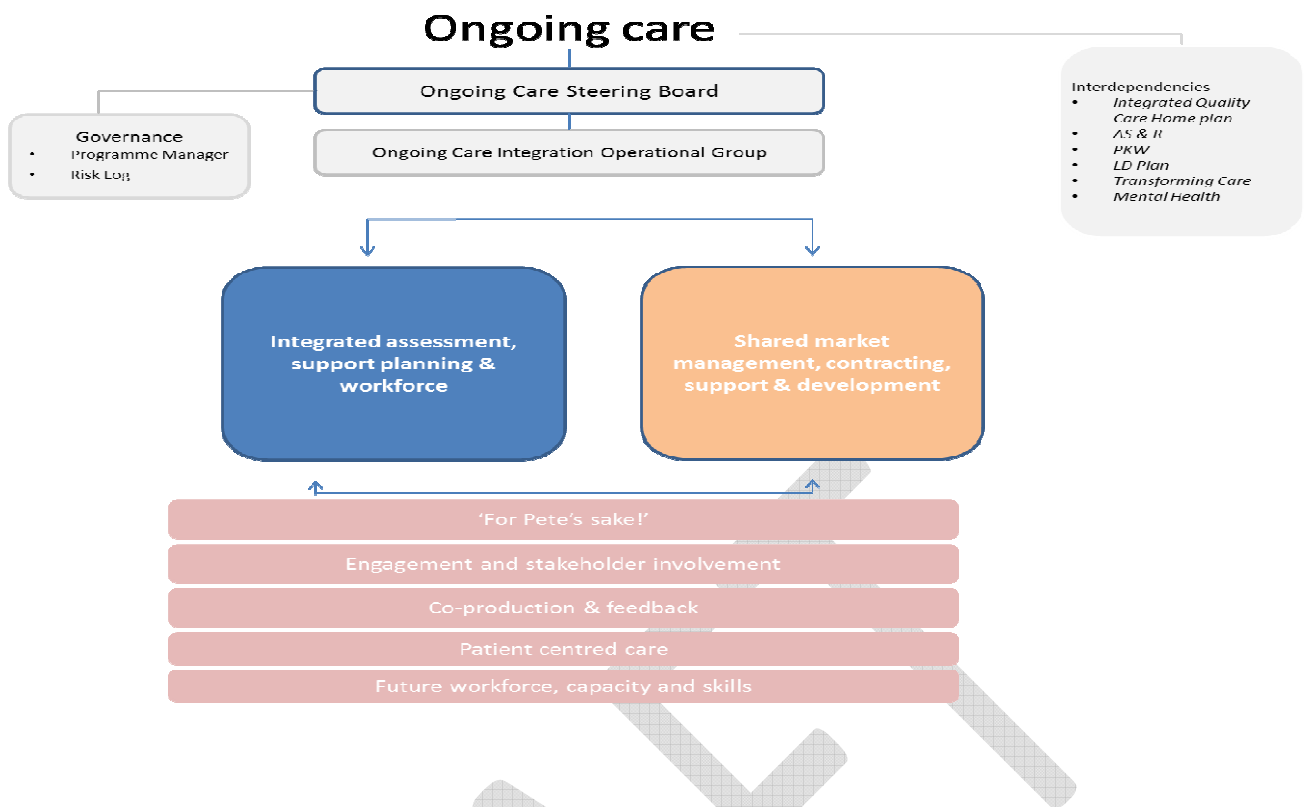 Ongoing care
Ongoing Care Steering Board
Ongoing Care Integration Operational Group
Governance
• Programme Manager
• Risk Log
Interdependencies
• Integrated Quality
Care Home plan
• AS & R
• PKW
• LD Plan
• Transforming Care
• Mental Health
Integrated assessment,
support planning &
workforce
Shared market
management, contracting,
support & development
‘For Pete’s sake!’
Engagement and stakeholder involvement
Co-production & feedback
Patient centred care
Future workforce, capacity and skills